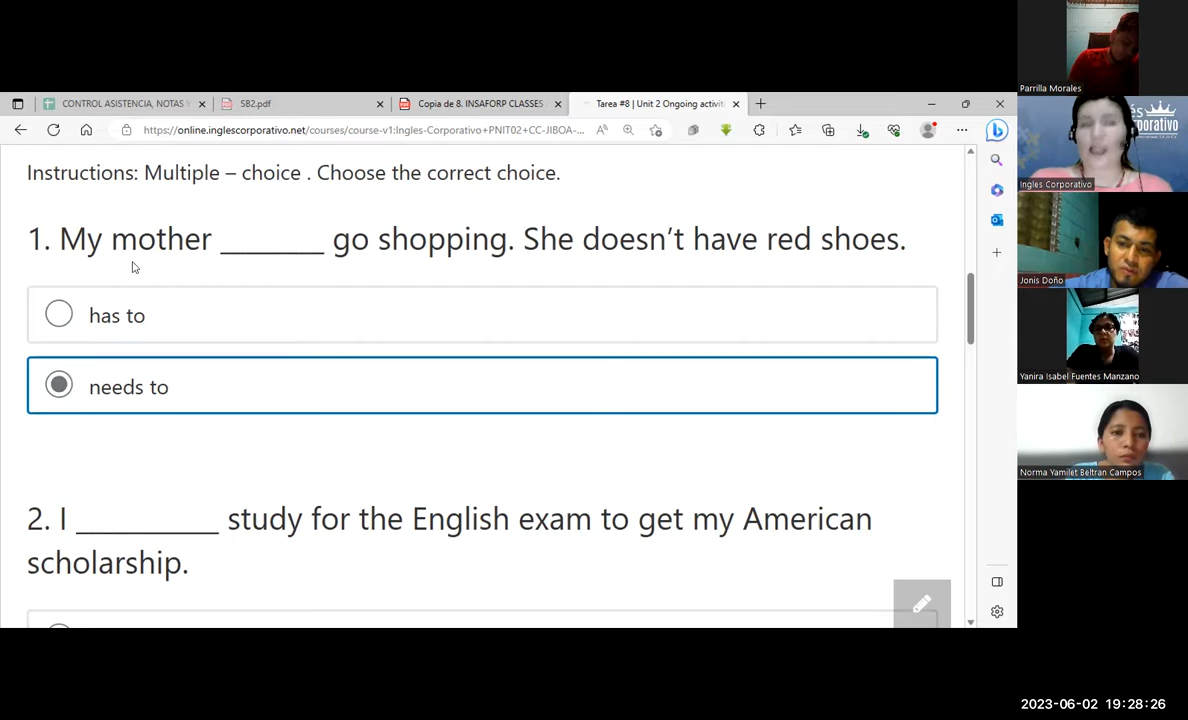 CONTROL ASISTENCIA, NOTAS Y
SB2.pdf
Copia de 8. INSAFORP CLASSES
Tarea #8 | Unit 2 Ongoing activiti
https://online.inglescorporativo.net/courses/course-v1:Ingles-Corporativo+PNIT02+CC-JIBOA-...
Instructions: Multiple – choice . Choose the correct choice.
1. My mother ________ go shopping. She doesn’t have red shoes.
has to
needs to
2. I ___________ study for the English exam to get my American
scholarship.
Parrilla Morales
Ingles Corporativo
Jonis Doño
Yanira Isabel Fuentes Manzano
Norma Yamilet Beltran Campos
2023-06-02 19:28:26